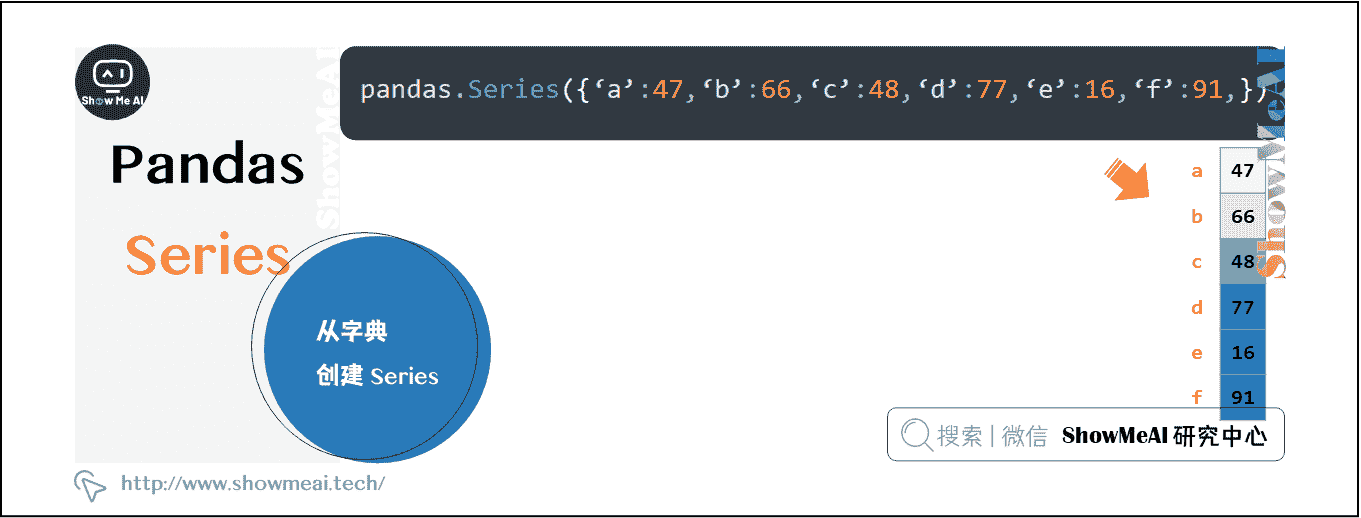 Show Me AI
Pandas
Series
从字典
创建 Series
http://www.showmeai.tech/
ShowMeAI
pandas.Series({‘a’:47,‘b’:66,‘c’:48,‘d’:77,‘e’:16,‘f’:91,})
a 47
b 66
c 48
d 77
e 16
f 91
ShowMeAI
搜索 | 微信 ShowMeAI 研究中心